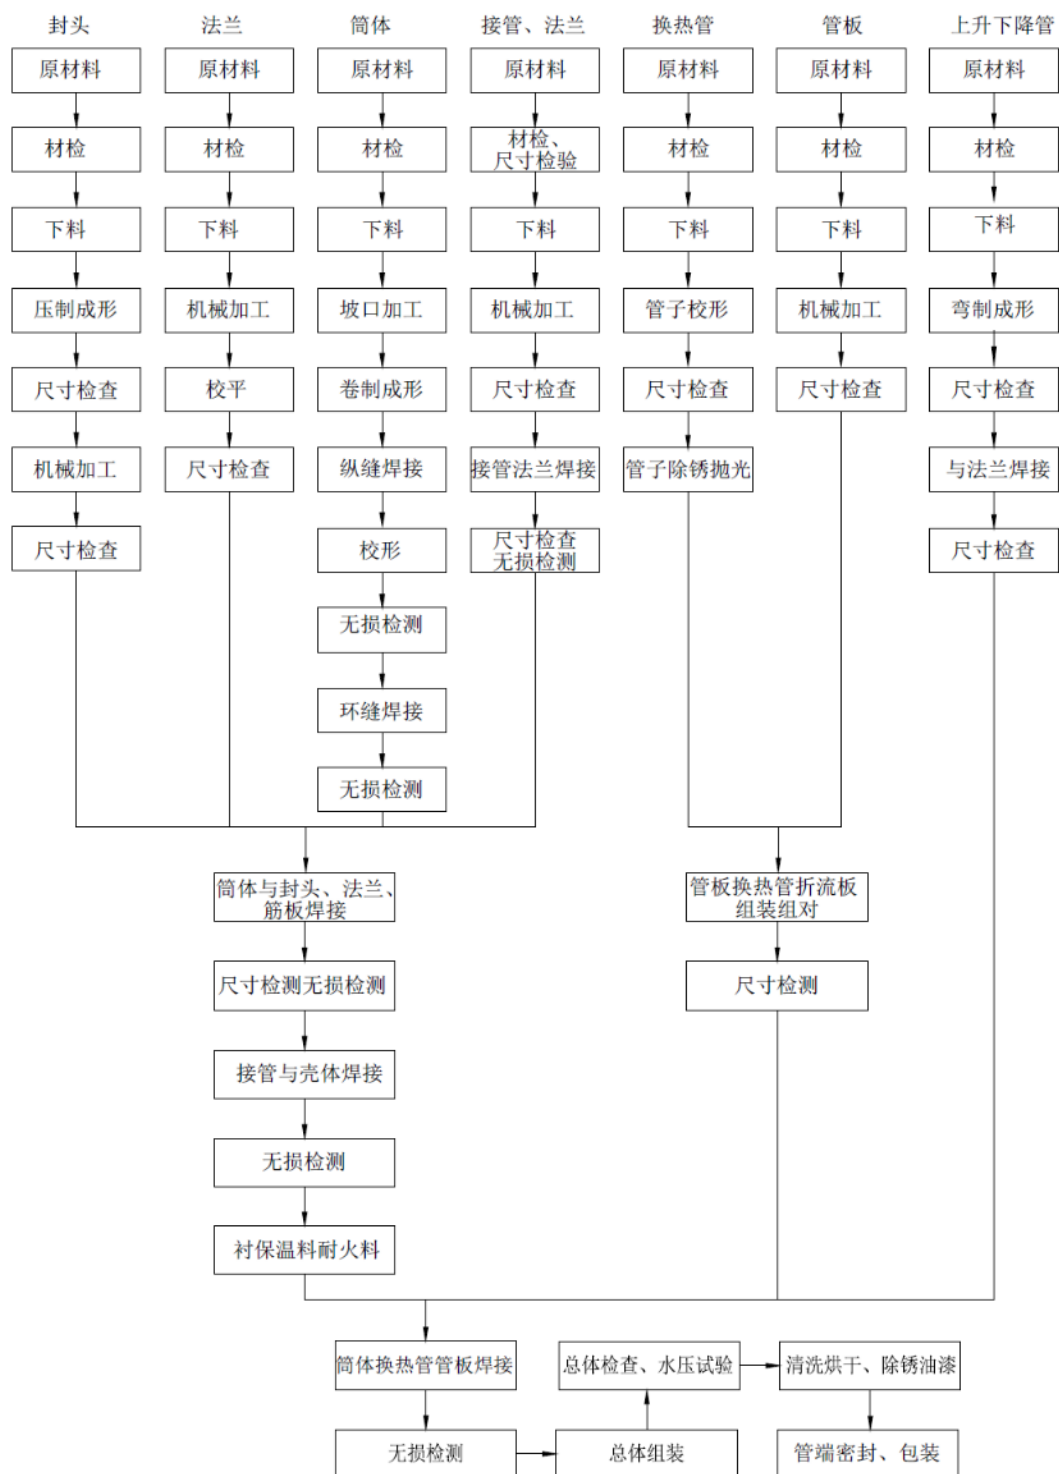 封头 法兰 筒体 接管、法兰 换热管 管板 上升下降管
原材料 原材料 原材料 原材料 原材料 原材料 原材料
材检 材检 材检 材检、 材检 材检 材检
尺寸检验
下料 下料 下料 下料 下料 下料 下料
压制成形 机械加工 坡口加工 机械加工 管子校形 机械加工 弯制成形
尺寸检查 校平 卷制成形 尺寸检查 尺寸检查 尺寸检查 尺寸检查
机械加工 尺寸检查 纵缝焊接 接管法兰焊接 管子除锈抛光 与法兰焊接
尺寸检查 校形 尺寸检查 尺寸检查
无损检测
无损检测
环缝焊接
无损检测
筒体与封头、法兰、 管板换热管折流板
筋板焊接 组装组对
尺寸检测无损检测 尺寸检测
接管与壳体焊接
无损检测
衬保温料耐火料
筒体换热管管板焊接 总体检查、水压试验 清洗烘干、除锈油漆
无损检测 总体组装 管端密封、包装